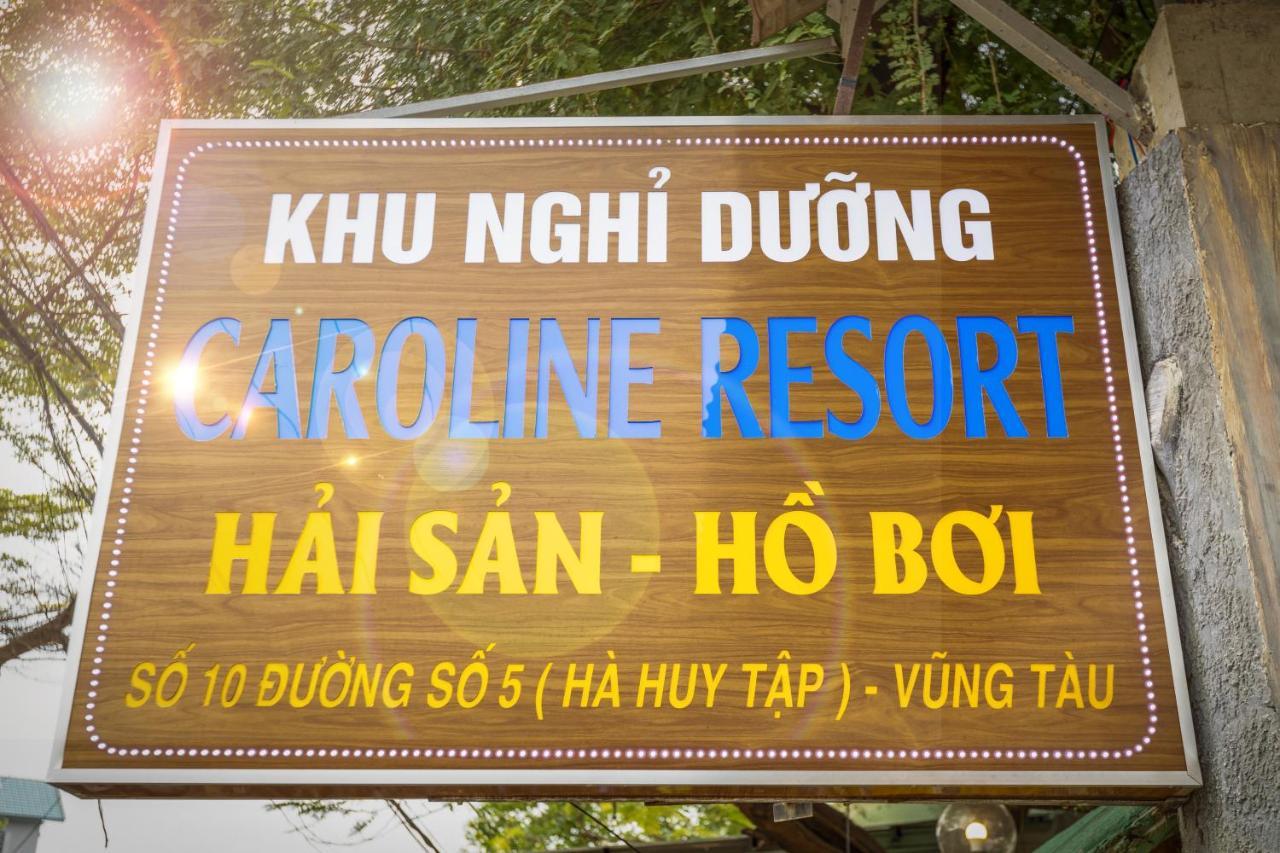 KHU NGHỈ DƯỠNG
CAROLINE RESORT
HẢI SẢN - HỒ BƠI
SỐ 10 ĐƯỜNG SỐ 5 ( HÀ HUY TẬP ) - VŨNG TÀU